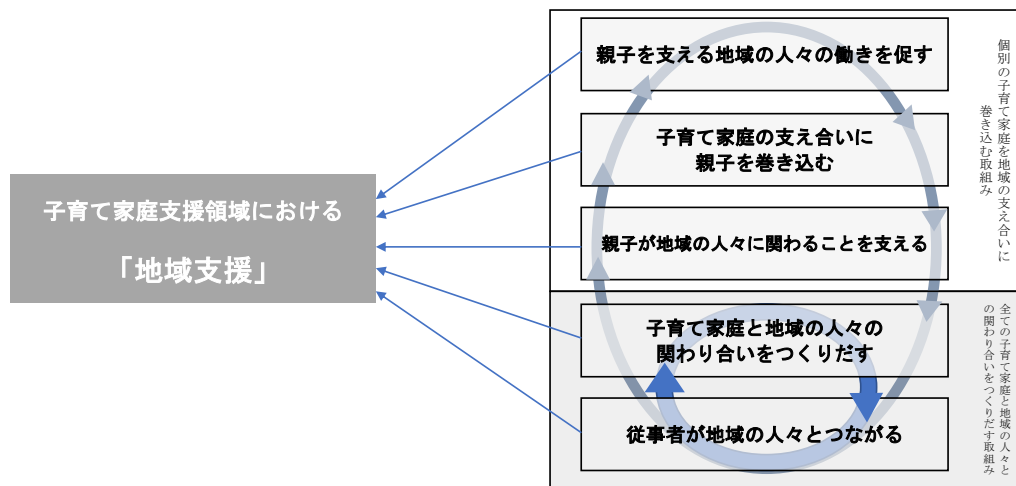 子育て家庭支援領域における
「地域支援」
親子を支える地域の人々の働きを促す
子育て家庭の支え合いに
親子を巻き込む
親子が地域の人々に関わることを支える
子育て家庭と地域の人々の
関わり合いをつくりだす
従事者が地域の人々とつながる
個別の子育て家庭を地域の支え合いに
巻き込む取組み
全ての子育て家庭と地域の人々と
の関わり合いをつくりだす取組み